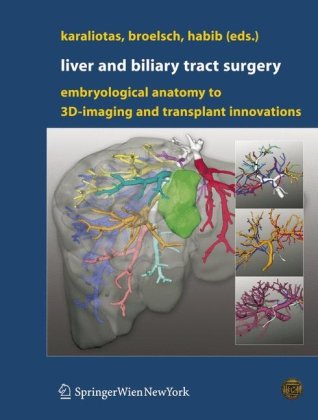 karaliotas, broelsch, habib (eds.)
liver and biliary tract surgery
embryological anatomy to
3D-imaging and transplant innovations
SpringerWienNewYork